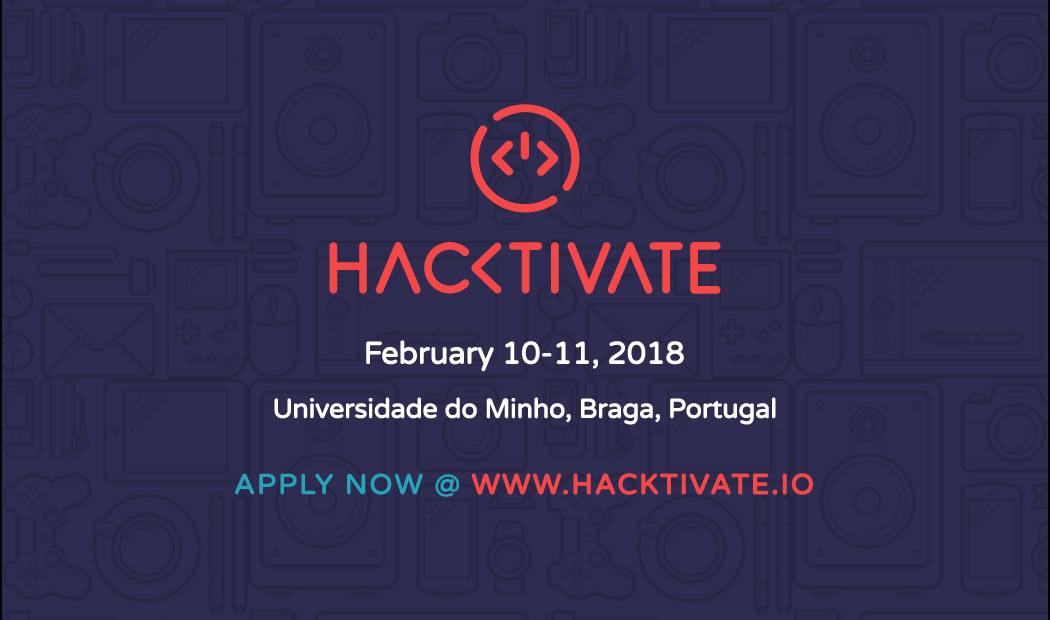 HACKTIVATE
February 10-11, 2018
Universidade do Minho, Braga, Portugal
APPLY NOW @ WWW.HACKTIVATE.IO